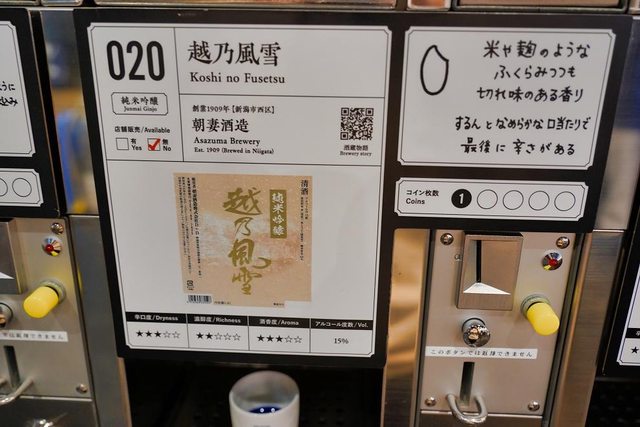 020
越乃風雪
Koshi no Fusetsu
純米吟醸
Junmai Ginjo
店舗販売/Available
有
Yes
無
No
創業1909年【新潟市西区】
朝妻酒造
Asazuma Brewery
Est. 1909 (Brewed in Niigata)
酒蔵物語
Brewery story
清酒
純米吟醸
越乃風雪
辛口度/Dryness
濃醇度/Richness
酒香度/Aroma
アルコール度数/Vol.
★★★☆☆
★★☆☆☆
★★★☆☆
15%
米や麹のような
ふくらみつつも
切れ味のある香り
するんとなめらかな口当たりで
最後に辛さがある
コイン枚数
Coins
1
このボタンでは返却できません